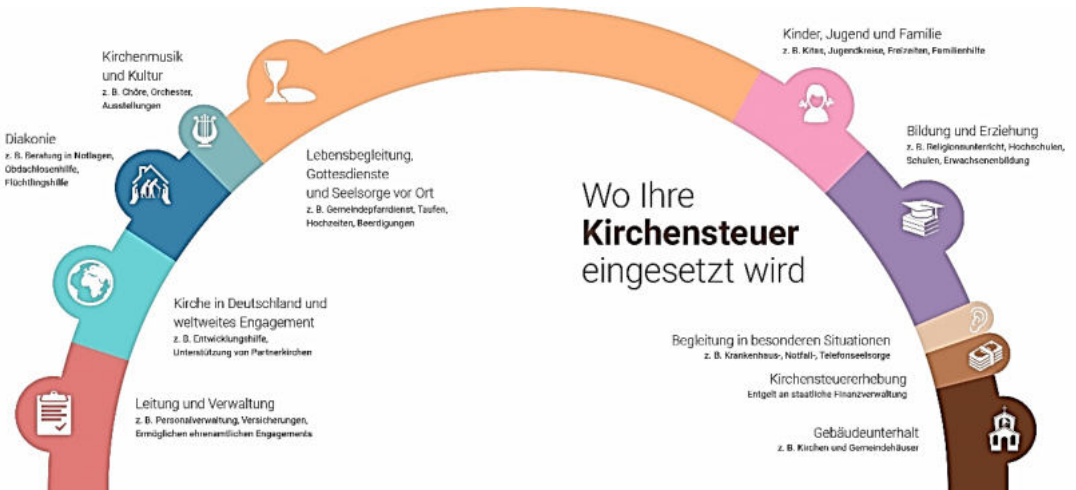 Kirchenmusik
und Kultur
z. B. Chöre, Orchester,
Ausstellungen
Diakonie
z. B. Beratung in Notlagen,
Obdachlosenhilfe,
Flüchtlingshilfe
Lebensbegleitung,
Gottesdienste
und Seelsorge vor Ort
z. B. Gemeindepfarrdienst, Taufen,
Hochzeiten, Beerdigungen
Kirche in Deutschland und
weltweites Engagement
z. B. Entwicklungshilfe,
Unterstützung von Partnerkirchen
Leitung und Verwaltung
z. B. Personalverwaltung, Versicherungen,
Ermöglichen ehrenamtlichen Engagements
Wo Ihre
Kirchensteuer
eingesetzt wird
Kinder, Jugend und Familie
z. B. Kitas, Jugendkreise, Freizeiten, Familienhilfe
Bildung und Erziehung
z. B. Religionsunterricht, Hochschulen,
Schulen, Erwachsenenbildung
Begleitung in besonderen Situationen
z. B. Krankenhaus-, Notfall-, Telefonseelsorge
Kirchensteuererhebung
Entgelt an staatliche Finanzverwaltung
Gebäudeunterhalt
z. B. Kirchen und Gemeindehäuser